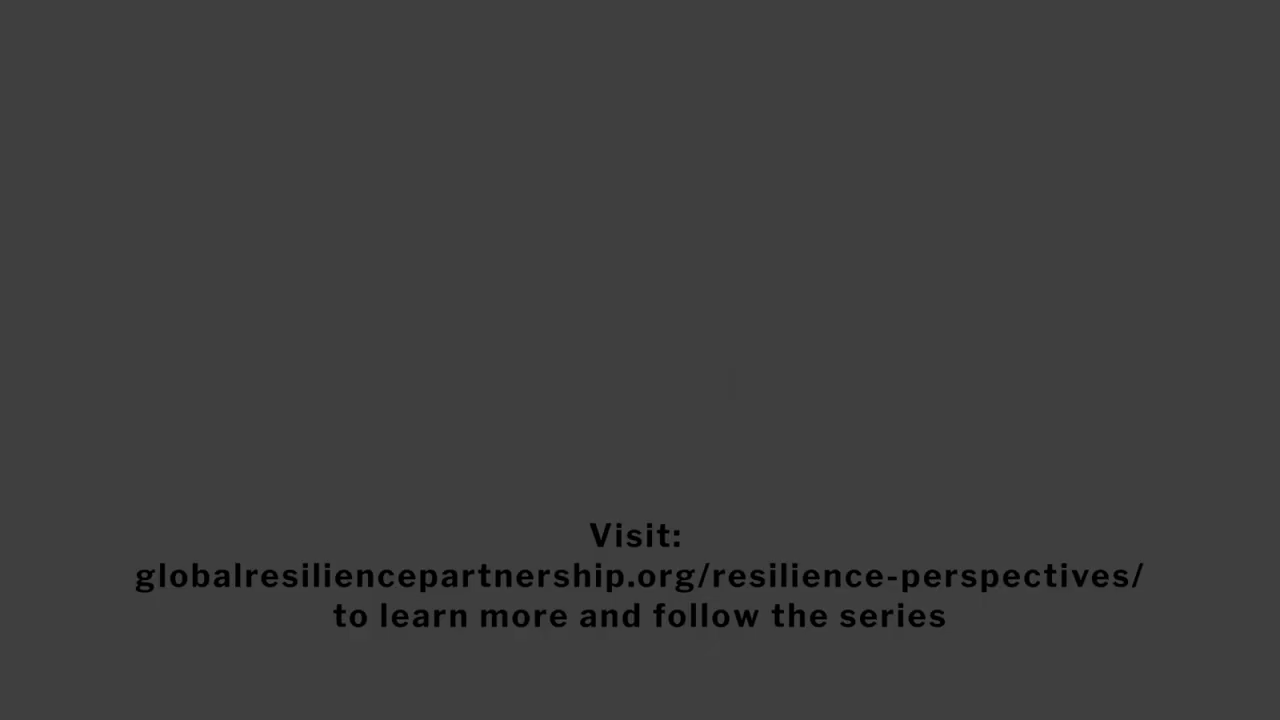 Visit:
globalresiliencepartnership.org/resilience-perspectives/
to learn more and follow the series